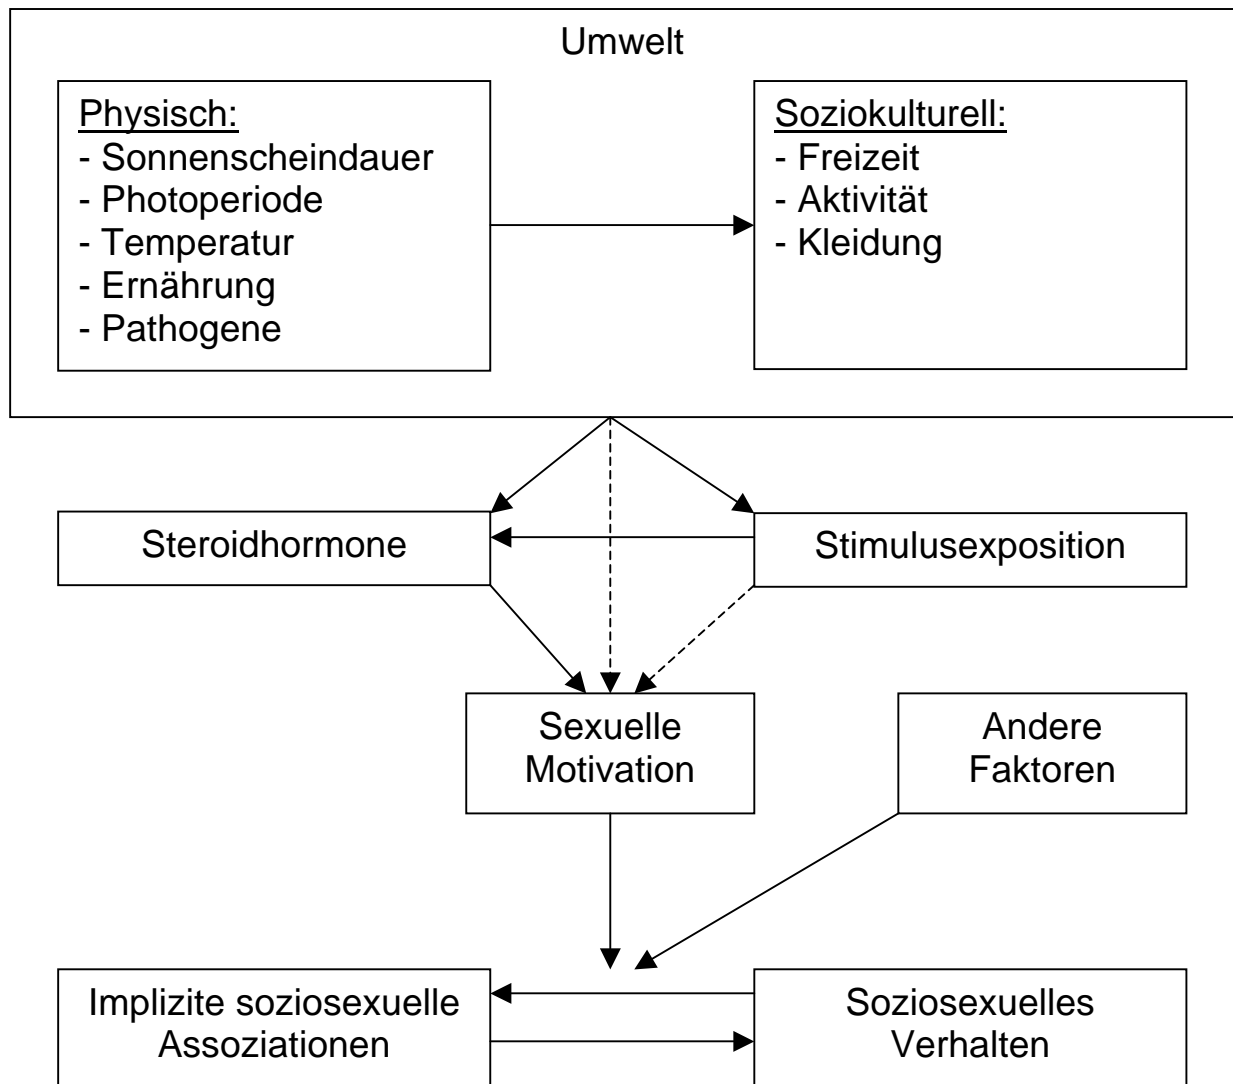 Umwelt
Physisch:
- Sonnenscheindauer
- Photoperiode
- Temperatur
- Ernährung
- Pathogene
Soziokulturell:
- Freizeit
- Aktivität
- Kleidung
Steroidhormone
Stimulusexposition
Sexuelle
Motivation
Andere
Faktoren
Implizite soziosexuelle
Assoziationen
Soziosexuelles
Verhalten